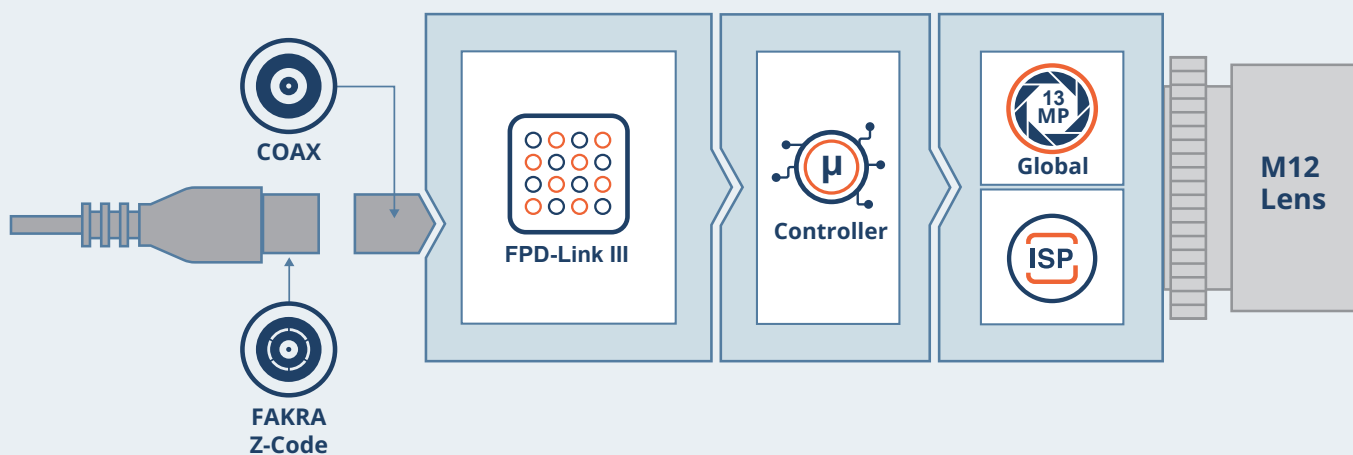 COAX
FAKRA
Z-Code
FPD-Link III
μ
Controller
13
MP
Global
ISP
M12
Lens